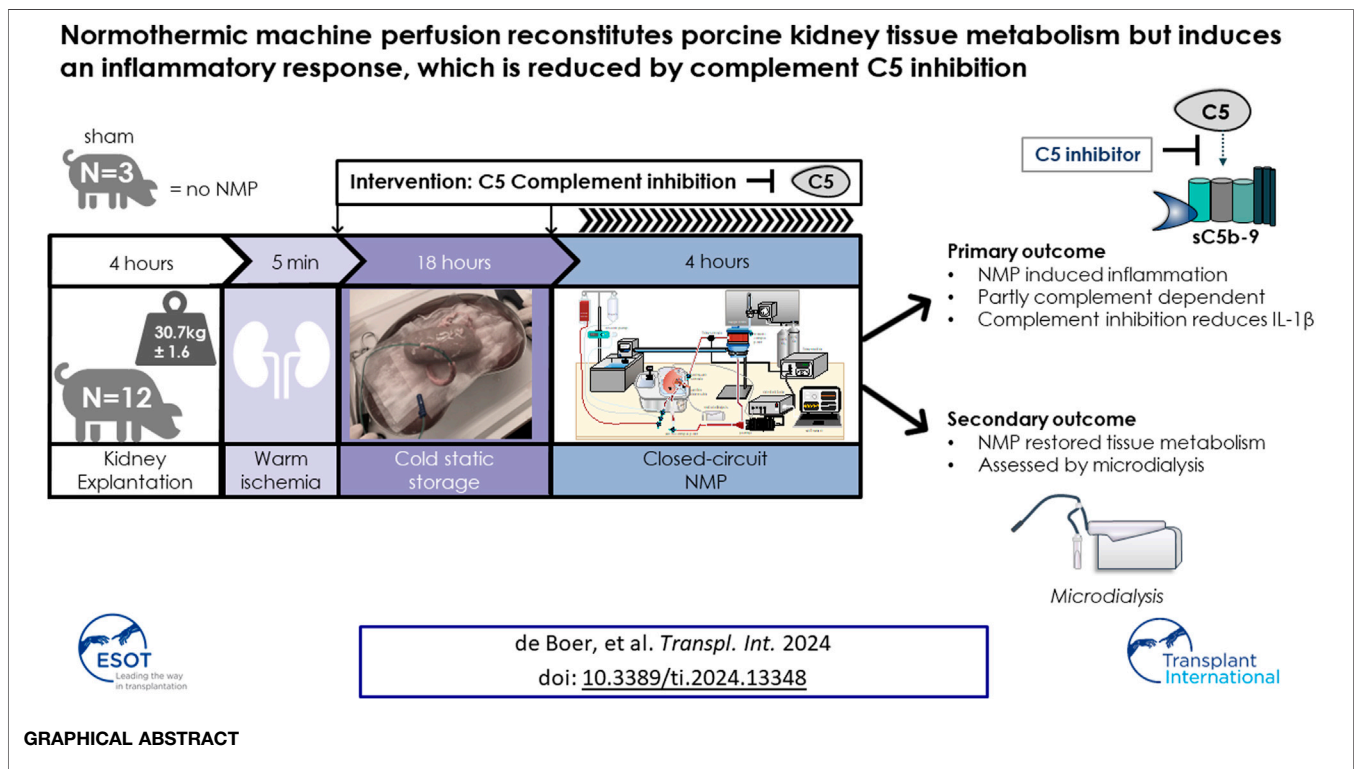 Normothermic machine perfusion reconstitutes porcine kidney tissue metabolism but induces
an inflammatory response, which is reduced by complement C5 inhibition
sham
N=3
= no NMP
Intervention: C5 Complement inhibition
C5
C5
C5 inhibitor
sC5b-9
4 hours
5 min
18 hours
4 hours
30.7kg
± 1.6
N=12
Kidney
Explantation
Warm
ischemia
Cold static
storage
Closed-circuit
NMP
Primary outcome
• NMP induced inflammation
• Partly complement dependent
• Complement inhibition reduces IL-1β
Secondary outcome
• NMP restored tissue metabolism
• Assessed by microdialysis
Microdialysis
ESOT
Leading the way
in transplantation
de Boer, et al. Transpl. Int. 2024
doi: 10.3389/ti.2024.13348
Transplant
International
GRAPHICAL ABSTRACT